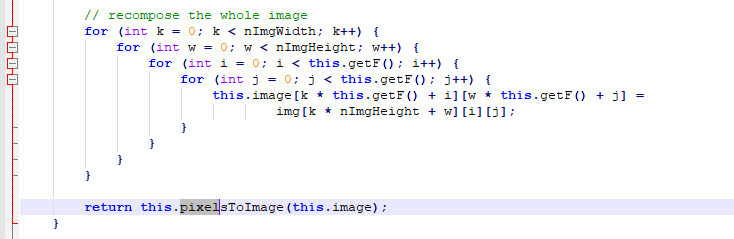 // recompose the whole image
for (int k = 0; k < nImgWidth; k++) {
for (int w = 0; w < nImgHeight; w++) {
for (int i = 0; i < this.getF(); i++) {
for (int j = 0; j < this.getF(); j++) {
this.image[k * this.getF() + i][w * this.getF() + j] =
img[k * nImgHeight + w][i][j];
}
}
}
}
return this.pixelsToImage(this.image);
}